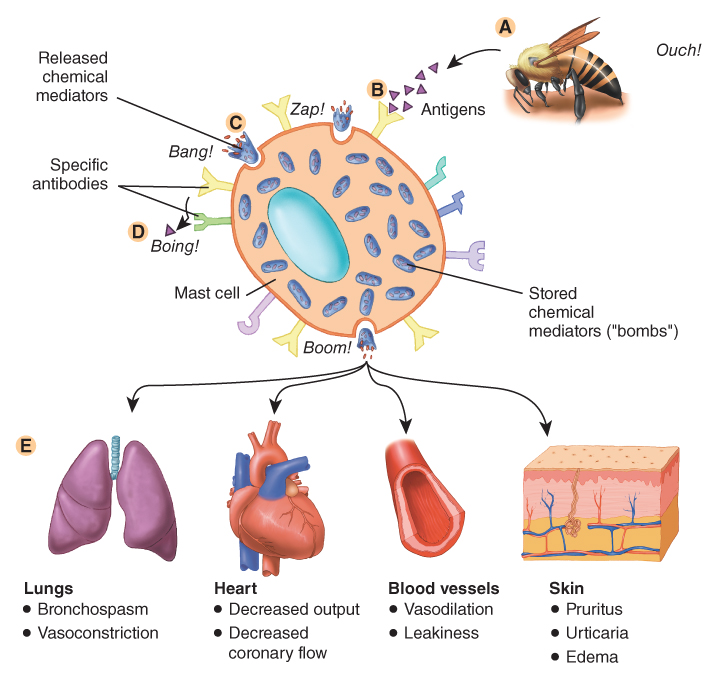 A
Ouch!
Released
chemical
mediators
Zap!
B
Antigens
C
Bang!
Specific
antibodies
D
Boing!
Mast cell
Stored
chemical
mediators ("bombs")
Boom!
E
Lungs
● Bronchospasm
● Vasoconstriction
Heart
● Decreased output
● Decreased
coronary flow
Blood vessels
● Vasodilation
● Leakiness
Skin
● Pruritus
● Urticaria
● Edema